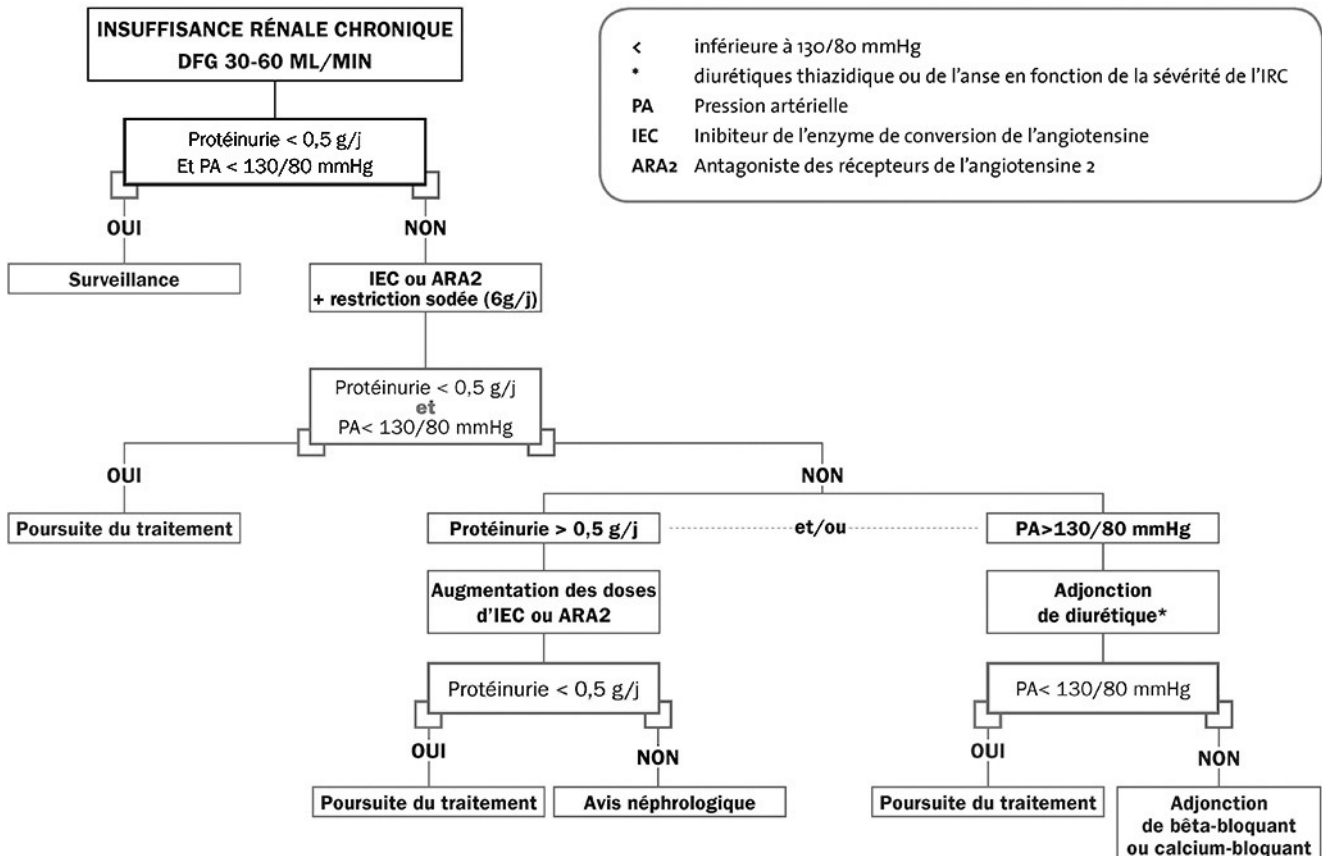 INSUFFISANCE RÉNALE CHRONIQUE
DFG 30-60 ML/MIN
< inférieure à 130/80 mmHg
* diurétiques thiazidique ou de l'anse en fonction de la sévérité de l'IRC
PA Pression artérielle
IEC Inibiteur de l'enzyme de conversion de l'angiotensine
ARA2 Antagoniste des récepteurs de l'angiotensine 2
Protéinurie < 0,5 g/j
Et PA < 130/80 mmHg
OUI
NON
Surveillance
IEC ou ARA2
+ restriction sodée (6g/j)
Protéinurie < 0,5 g/j
et
PA< 130/80 mmHg
OUI
NON
Poursuite du traitement
Protéinurie > 0,5 g/j
et/ou
PA>130/80 mmHg
Augmentation des doses
d'IEC ou ARA2
Adjonction
de diurétique*
Protéinurie < 0,5 g/j
PA< 130/80 mmHg
OUI
NON
OUI
NON
Poursuite du traitement
Avis néphrologique
Poursuite du traitement
Adjonction
de bêta-bloquant
ou calcium-bloquant